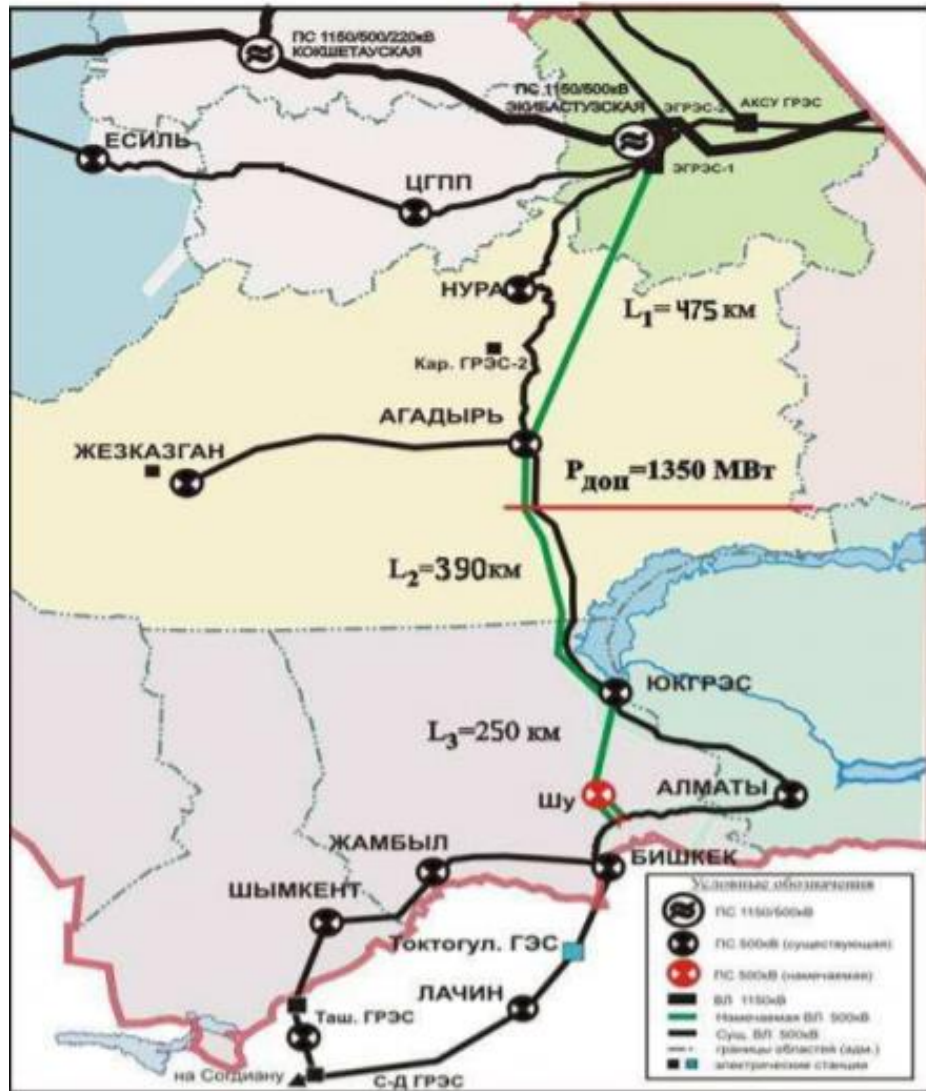 ПС 1150/500/220кВ
КОКШЕТАУСКАЯ
ПС 1150/500кВ
ЭКИБАСТУЗСКАЯ
ЭГРЭС-2
АКСУ ГРЭС
ЕСИЛЬ
ЭГРЭС-1
ЦГПП
НУРА
L1= 475 км
Кар. ГРЭС-2
АГАДЫРЬ
ЖЕЗКАЗГАН
Рдоп=1350 МВт
L2=390км
ЮКГРЭС
L3=250 км
Шу
АЛМАТЫ
ЖАМБЫЛ
БИШКЕК
ШЫМКЕНТ
Токтогул. ГЭС
ЛАЧИН
Таш. ГРЭС
на Согдиану
С-Д ГРЭС
Условные обозначения
ПС 1150/500кВ
ПС 500кВ (существующая)
ПС 500кВ (намечаемая)
ВЛ 1150кВ
Намечаемая ВЛ 500кВ
Сущ. ВЛ 500кВ
границы областей (адм.)
электрические станции